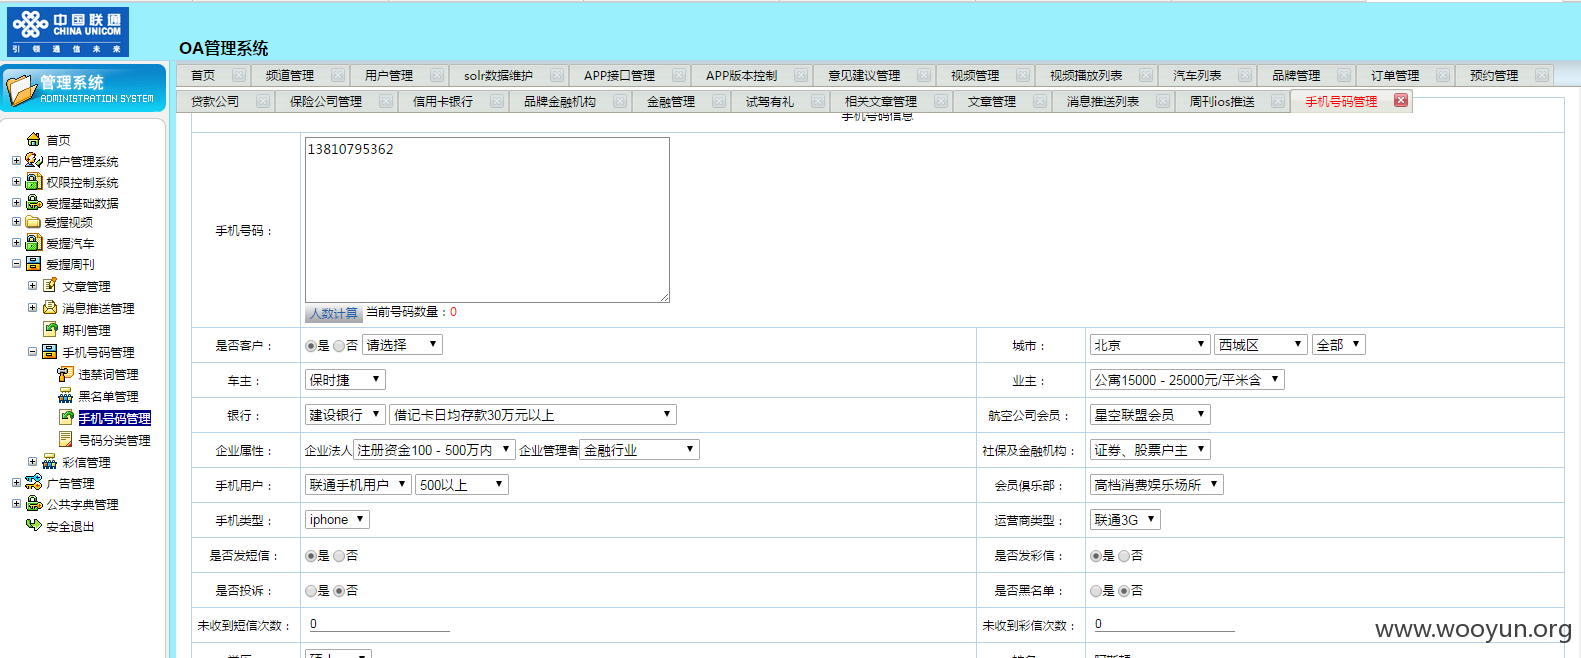 中国联通
CHINA UNICOM
引领通信未来
OA管理系统
管理系统
ADMINISTRATION SYSTEM
首页 频道管理 用户管理 solr数据维护 APP接口管理 APP版本控制 意见建议管理 视频管理 视频播放列表 汽车列表 品牌管理 订单管理 预约管理
贷款公司 保险公司管理 信用卡银行 品牌金融机构 金融管理 试驾有礼 相关文章管理 文章管理 消息推送列表 周刊ios推送 手机号码管理
首页
用户管理系统
权限控制系统
爱握基础数据
爱握视频
爱握汽车
爱握周刊
文章管理
消息推送管理
期刊管理
手机号码管理
违禁词管理
黑名单管理
手机号码管理
号码分类管理
彩信管理
广告管理
公共字典管理
安全退出
手机号码信息
手机号码： 13810795362
人数计算 当前号码数量：0
是否客户： 是 否 请选择 城市： 北京 西城区 全部
车主： 保时捷 业主： 公寓15000 - 25000元/平米含
银行： 建设银行 借记卡日均存款30万元以上 航空公司会员： 星空联盟会员
企业属性： 企业法人 注册资金100 - 500万内 企业管理者 金融行业 社保及金融机构： 证券、股票户主
手机用户： 联通手机用户 500以上 会员俱乐部： 高档消费娱乐场所
手机类型： iphone 运营商类型： 联通3G
是否发短信： 是 否 是否发彩信： 是 否
是否投诉： 是 否 是否黑名单： 是 否
未收到短信次数： 0 未收到彩信次数： 0
www.wooyun.org